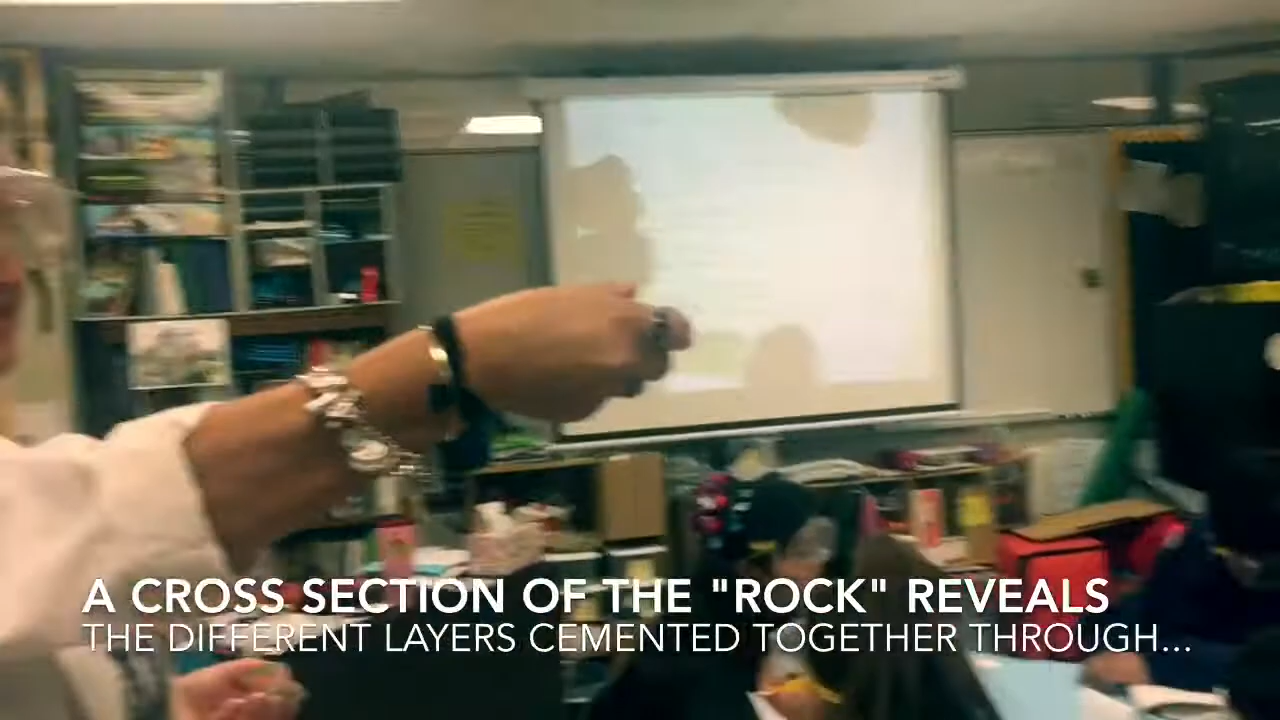 A CROSS SECTION OF THE "ROCK" REVEALS
THE DIFFERENT LAYERS CEMENTED TOGETHER THROUGH...